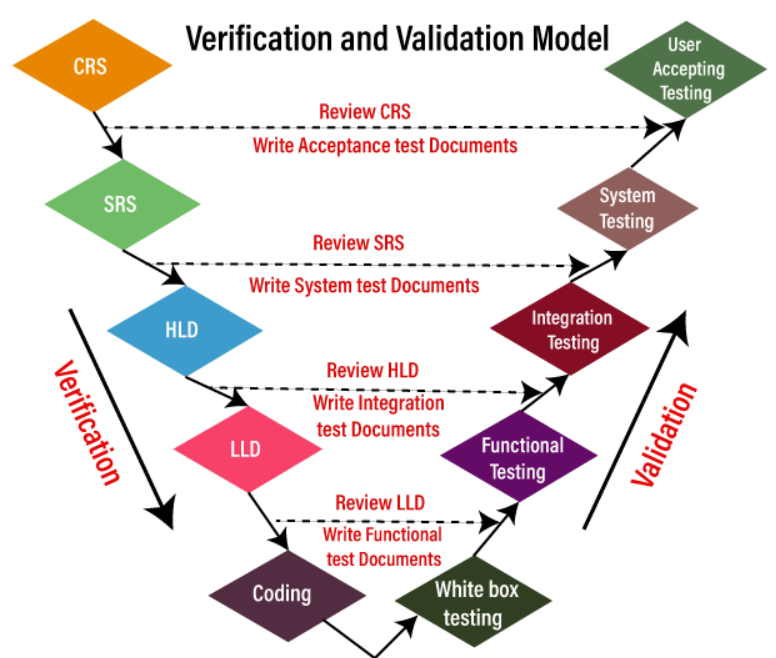 Verification and Validation Model
CRS
User
Accepting
Testing
Review CRS
Write Acceptance test Documents
SRS
System
Testing
Review SRS
Write System test Documents
HLD
Integration
Testing
Verification
Review HLD
Write Integration
test Documents
Validation
LLD
Functional
Testing
Review LLD
Write Functional
test Documents
Coding
White box
testing